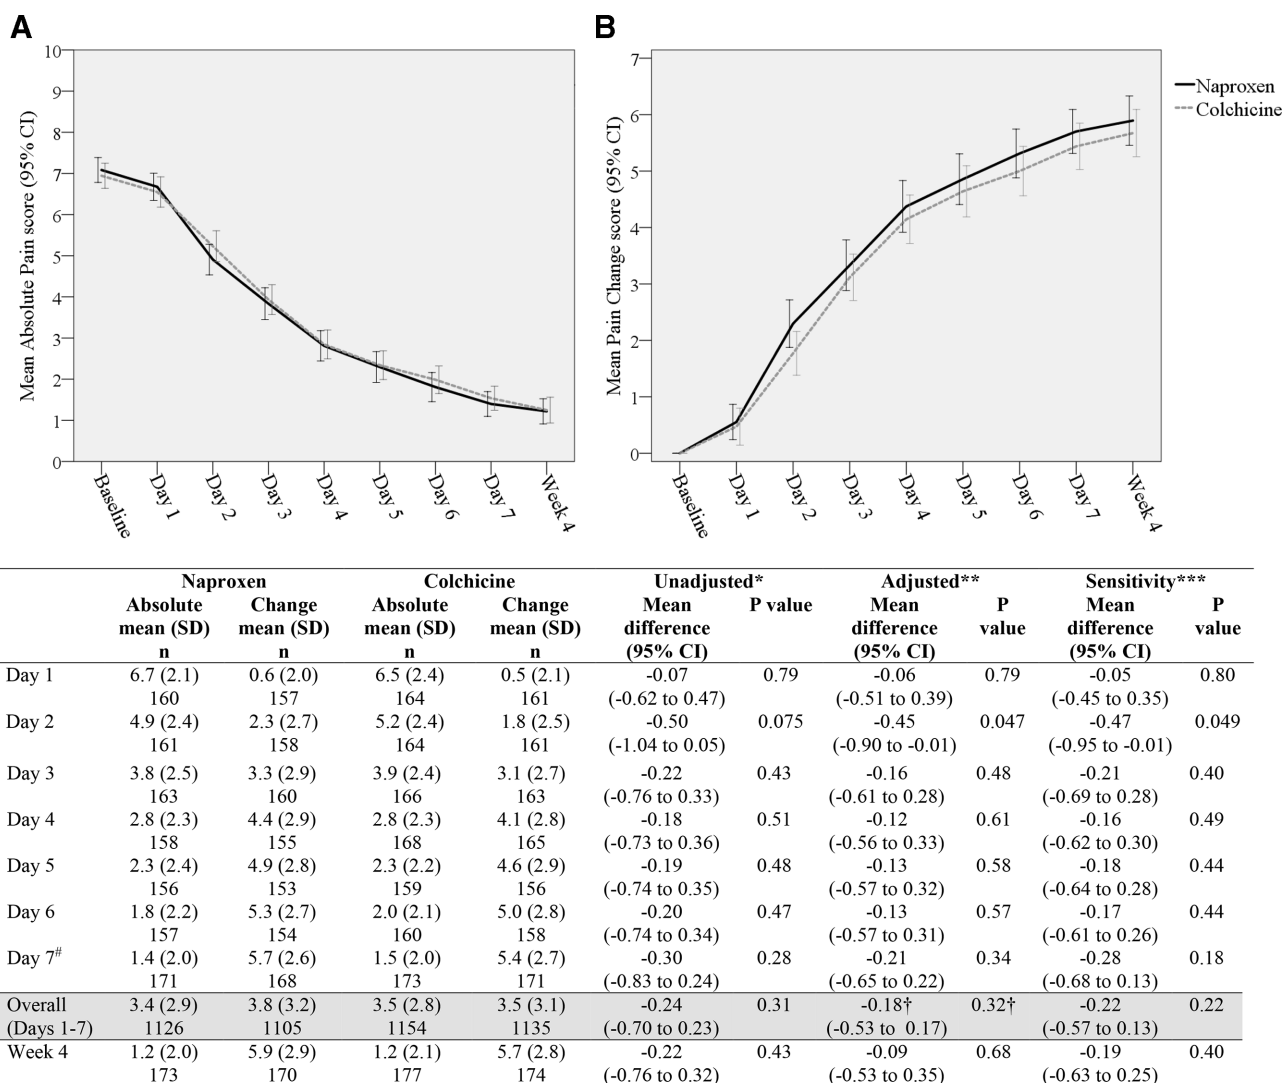 A
B
10
9
8
7
6
5
4
3
2
1
0
Mean Absolute Pain score (95% CI)
Baseline
Day 1
Day 2
Day 3
Day 4
Day 5
Day 6
Day 7
Week 4
7
6
5
4
3
2
1
0
Mean Pain Change score (95% CI)
Baseline
Day 1
Day 2
Day 3
Day 4
Day 5
Day 6
Day 7
Week 4
Naproxen
Colchicine
Naproxen Colchicine Unadjusted* Adjusted** Sensitivity***
Absolute Change Absolute Change Mean P value Mean P Mean P
mean (SD) mean (SD) mean (SD) mean (SD) difference difference value difference value
n n n n (95% CI) (95% CI) (95% CI)
Day 1 6.7 (2.1) 0.6 (2.0) 6.5 (2.4) 0.5 (2.1) -0.07 0.79 -0.06 0.79 -0.05 0.80
160 157 164 161 (-0.62 to 0.47) (-0.51 to 0.39) (-0.45 to 0.35)
Day 2 4.9 (2.4) 2.3 (2.7) 5.2 (2.4) 1.8 (2.5) -0.50 0.075 -0.45 0.047 -0.47 0.049
161 158 164 161 (-1.04 to 0.05) (-0.90 to -0.01) (-0.95 to -0.01)
Day 3 3.8 (2.5) 3.3 (2.9) 3.9 (2.4) 3.1 (2.7) -0.22 0.43 -0.16 0.48 -0.21 0.40
163 160 166 163 (-0.76 to 0.33) (-0.61 to 0.28) (-0.69 to 0.28)
Day 4 2.8 (2.3) 4.4 (2.9) 2.8 (2.3) 4.1 (2.8) -0.18 0.51 -0.12 0.61 -0.16 0.49
158 155 168 165 (-0.73 to 0.36) (-0.56 to 0.33) (-0.62 to 0.30)
Day 5 2.3 (2.4) 4.9 (2.8) 2.3 (2.2) 4.6 (2.9) -0.19 0.48 -0.13 0.58 -0.18 0.44
156 153 159 156 (-0.74 to 0.35) (-0.57 to 0.32) (-0.64 to 0.28)
Day 6 1.8 (2.2) 5.3 (2.7) 2.0 (2.1) 5.0 (2.8) -0.20 0.47 -0.13 0.57 -0.17 0.44
157 154 160 158 (-0.74 to 0.34) (-0.57 to 0.31) (-0.61 to 0.26)
Day 7# 1.4 (2.0) 5.7 (2.6) 1.5 (2.0) 5.4 (2.7) -0.30 0.28 -0.21 0.34 -0.28 0.18
171 168 173 171 (-0.83 to 0.24) (-0.65 to 0.22) (-0.68 to 0.13)
Overall 3.4 (2.9) 3.8 (3.2) 3.5 (2.8) 3.5 (3.1) -0.24 0.31 -0.18† 0.32† -0.22 0.22
(Days 1-7) 1126 1105 1154 1135 (-0.70 to 0.23) (-0.53 to 0.17) (-0.57 to 0.13)
Week 4 1.2 (2.0) 5.9 (2.9) 1.2 (2.1) 5.7 (2.8) -0.22 0.43 -0.09 0.68 -0.19 0.40
173 170 177 174 (-0.76 to 0.32) (-0.53 to 0.35) (-0.63 to 0.25)